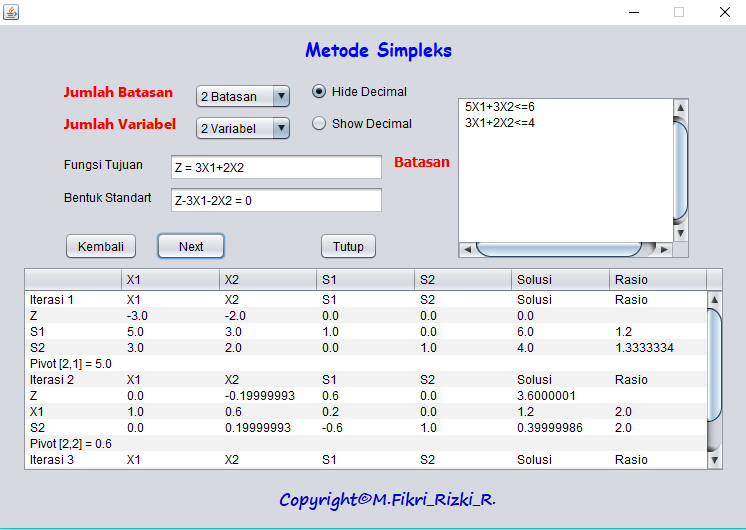 Metode Simpleks
Jumlah Batasan 2 Batasan Hide Decimal
Jumlah Variabel 2 Variabel Show Decimal
Fungsi Tujuan Z = 3X1+2X2
Bentuk Standart Z-3X1-2X2 = 0
Batasan
5X1+3X2<=6
3X1+2X2<=4
Kembali Next Tutup
X1 X2 S1 S2 Solusi Rasio
Iterasi 1 X1 X2 S1 S2 Solusi Rasio
Z -3.0 -2.0 0.0 0.0 0.0
S1 5.0 3.0 1.0 0.0 6.0 1.2
S2 3.0 2.0 0.0 1.0 4.0 1.3333334
Pivot [2,1] = 5.0
Iterasi 2 X1 X2 S1 S2 Solusi Rasio
Z 0.0 -0.19999993 0.6 0.0 3.6000001
X1 1.0 0.6 0.2 0.0 1.2 2.0
S2 0.0 0.19999993 -0.6 1.0 0.39999986 2.0
Pivot [2,2] = 0.6
Iterasi 3 X1 X2 S1 S2 Solusi Rasio
Copyright©M.Fikri_Rizki_R.